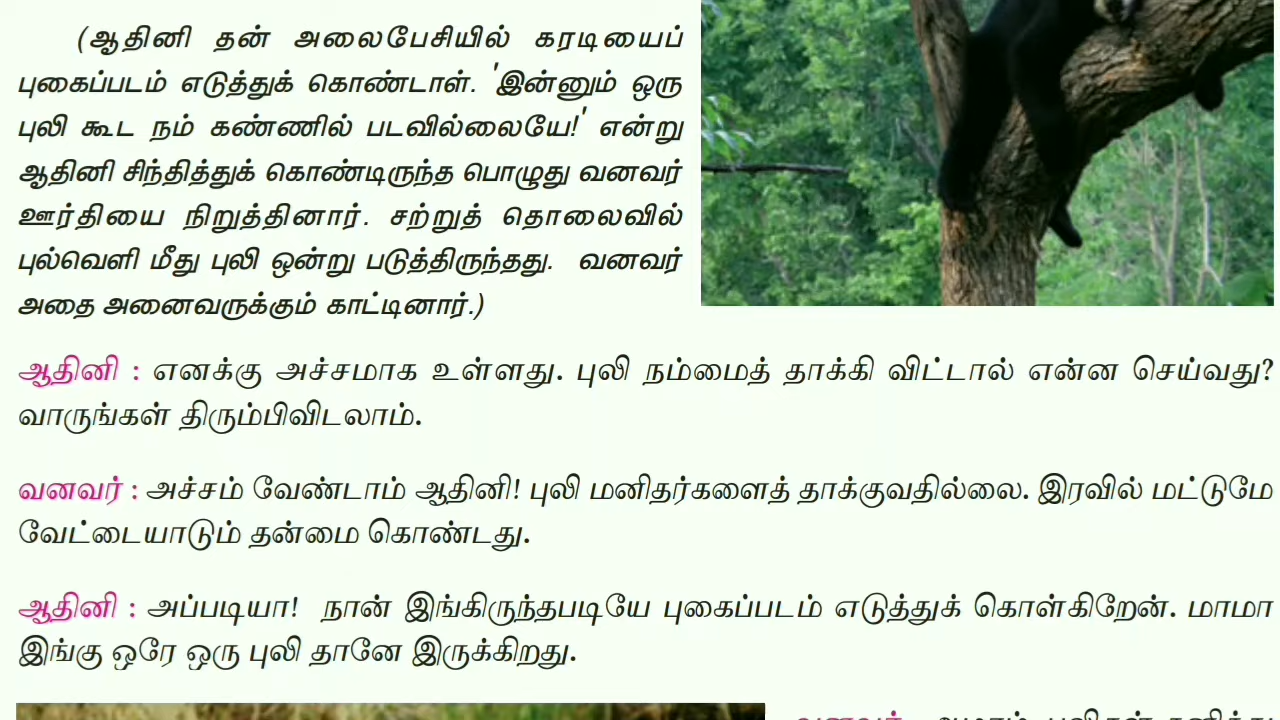 (ஆதினி தன் அலைபேசியில் கரடியைப்
புகைப்படம் எடுத்துக் கொண்டாள். 'இன்னும் ஒரு
புலி கூட நம் கண்ணில் படவில்லையே!' என்று
ஆதினி சிந்தித்துக் கொண்டிருந்த பொழுது வனவர்
ஊர்தியை நிறுத்தினார். சற்றுத் தொலைவில்
புல்வெளி மீது புலி ஒன்று படுத்திருந்தது. வனவர்
அதை அனைவருக்கும் காட்டினார்.)
ஆதினி : எனக்கு அச்சமாக உள்ளது. புலி நம்மைத் தாக்கி விட்டால் என்ன செய்வது?
வாருங்கள் திரும்பிவிடலாம்.
வனவர் : அச்சம் வேண்டாம் ஆதினி! புலி மனிதர்களைத் தாக்குவதில்லை. இரவில் மட்டுமே
வேட்டையாடும் தன்மை கொண்டது.
ஆதினி : அப்படியா! நான் இங்கிருந்தபடியே புகைப்படம் எடுத்துக் கொள்கிறேன். மாமா
இங்கு ஒரே ஒரு புலி தானே இருக்கிறது.